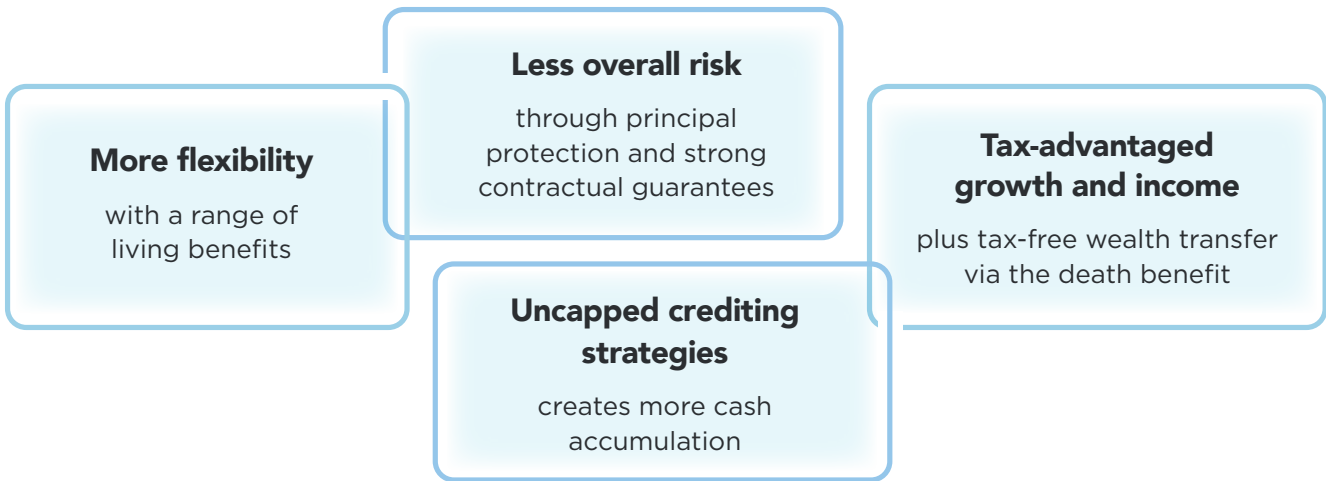 More flexibility
with a range of
living benefits
Less overall risk
through principal
protection and strong
contractual guarantees
Uncapped crediting
strategies
creates more cash
accumulation
Tax-advantaged
growth and income
plus tax-free wealth transfer
via the death benefit